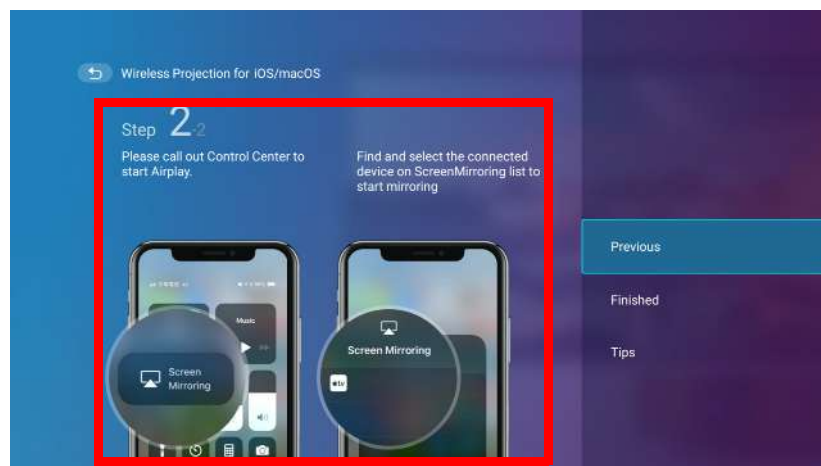 Wireless Projection for iOS/macOS
Step 2-2
Please call out Control Center to
start Airplay.
Find and select the connected
device on ScreenMirroring list to
start mirroring
Music
Screen
Mirroring
Screen Mirroring
tv
Previous
Finished
Tips